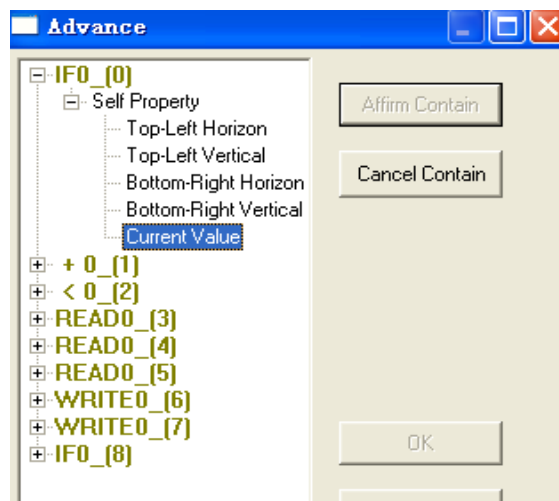 Advance
IF0_(0)
Self Property
Top-Left Horizon
Top-Left Vertical
Bottom-Right Horizon
Bottom-Right Vertical
Current Value
+ 0_(1)
< 0_(2)
READ0_(3)
READ0_(4)
READ0_(5)
WRITE0_(6)
WRITE0_(7)
IF0_(8)
Affirm Contain
Cancel Contain
OK